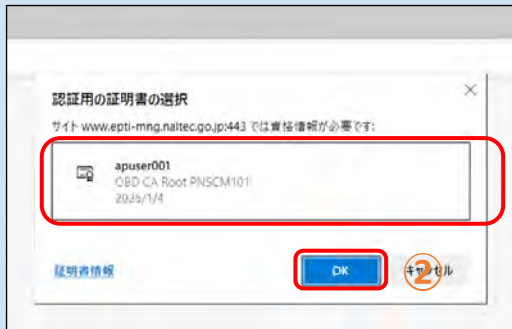 認証用の証明書の選択
サイト www.epti-mng.naltec.go.jp:443 では資格情報が必要です:
apuser001
OBD CA Root PNSCM101
2025/1/4
証明書情報
OK
キャンセル
②